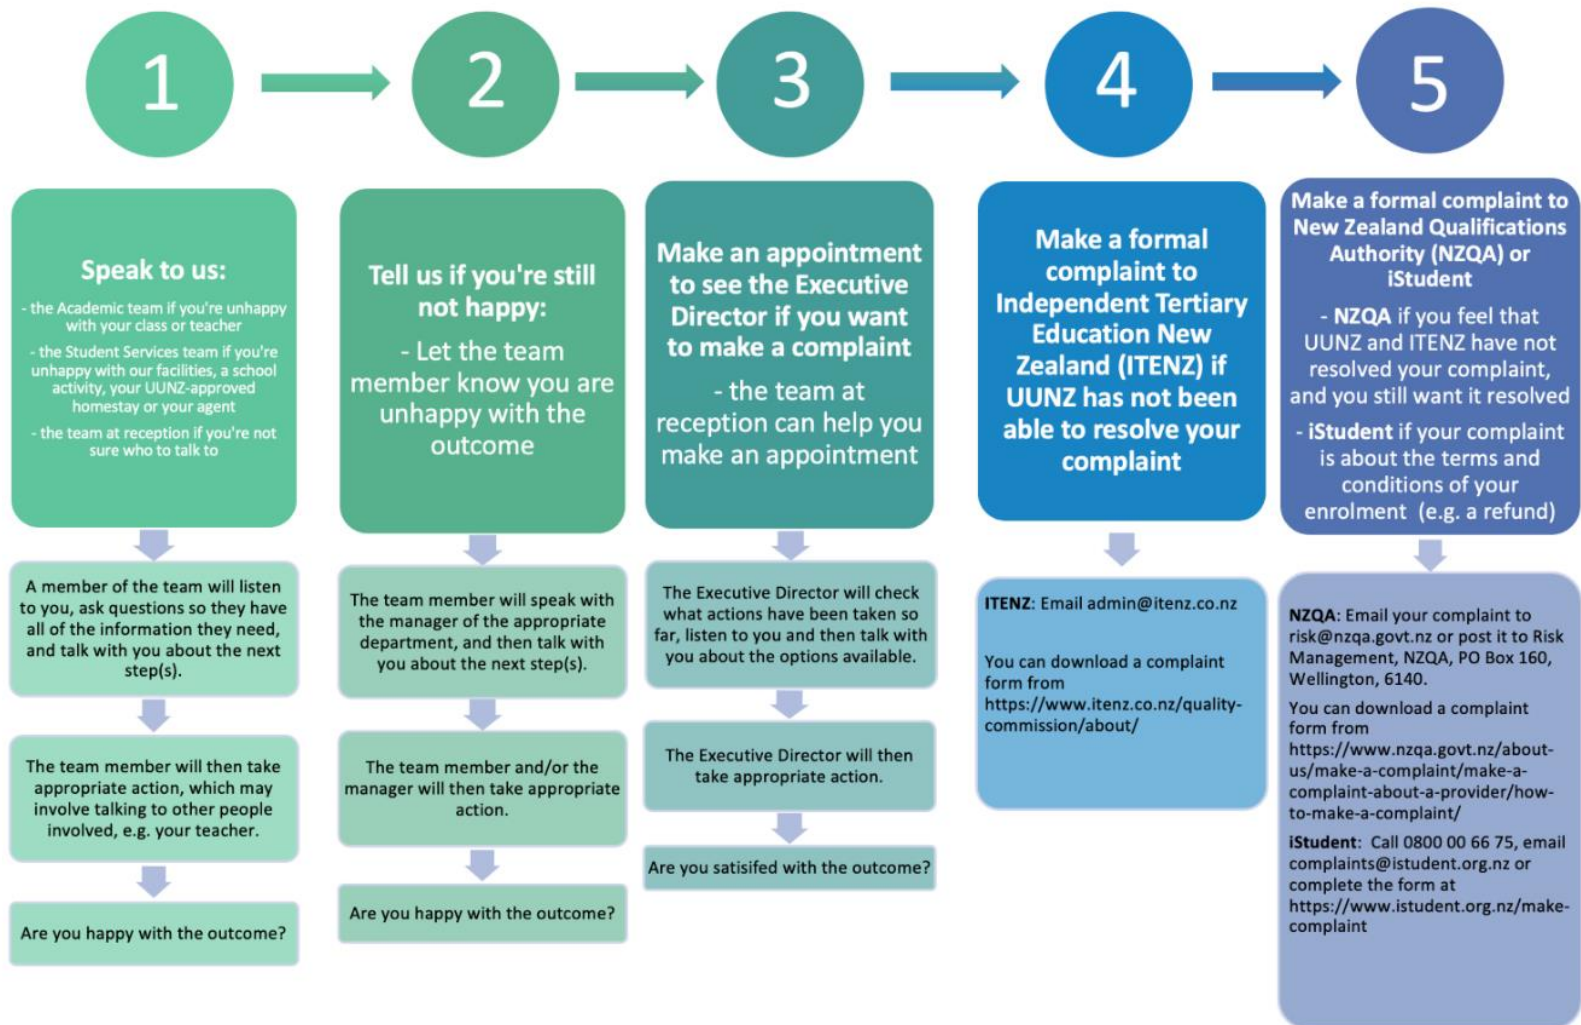 1
2
3
4
5
Speak to us:
- the Academic team if you're unhappy
with your class or teacher
- the Student Services team if you're
unhappy with our facilities, a school
activity, your UUNZ-approved
homestay or your agent
- the team at reception if you're not
sure who to talk to
A member of the team will listen
to you, ask questions so they have
all of the information they need,
and talk with you about the next
step(s).
The team member will then take
appropriate action, which may
involve talking to other people
involved, e.g. your teacher.
Are you happy with the outcome?
Tell us if you're still
not happy:
- Let the team
member know you are
unhappy with the
outcome
The team member will speak with
the manager of the appropriate
department, and then talk with
you about the next step(s).
The team member and/or the
manager will then take appropriate
action.
Are you happy with the outcome?
Make an appointment
to see the Executive
Director if you want
to make a complaint
- the team at
reception can help you
make an appointment
The Executive Director will check
what actions have been taken so
far, listen to you and then talk with
you about the options available.
The Executive Director will then
take appropriate action.
Are you satisifed with the outcome?
Make a formal
complaint to
Independent Tertiary
Education New
Zealand (ITENZ) if
UUNZ has not been
able to resolve your
complaint
ITENZ: Email admin@itenz.co.nz
You can download a complaint
form from
https://www.itenz.co.nz/quality-
commission/about/
Make a formal complaint to
New Zealand Qualifications
Authority (NZQA) or
iStudent
- NZQA if you feel that
UUNZ and ITENZ have not
resolved your complaint,
and you still want it resolved
- iStudent if your complaint
is about the terms and
conditions of your
enrolment (e.g. a refund)
NZQA: Email your complaint to
risk@nzqa.govt.nz or post it to Risk
Management, NZQA, PO Box 160,
Wellington, 6140.
You can download a complaint
form from
https://www.nzqa.govt.nz/about-
us/make-a-complaint/make-a-
complaint-about-a-provider/how-
to-make-a-complaint/
iStudent: Call 0800 00 66 75, email
complaints@istudent.org.nz or
complete the form at
https://www.istudent.org.nz/make-
complaint